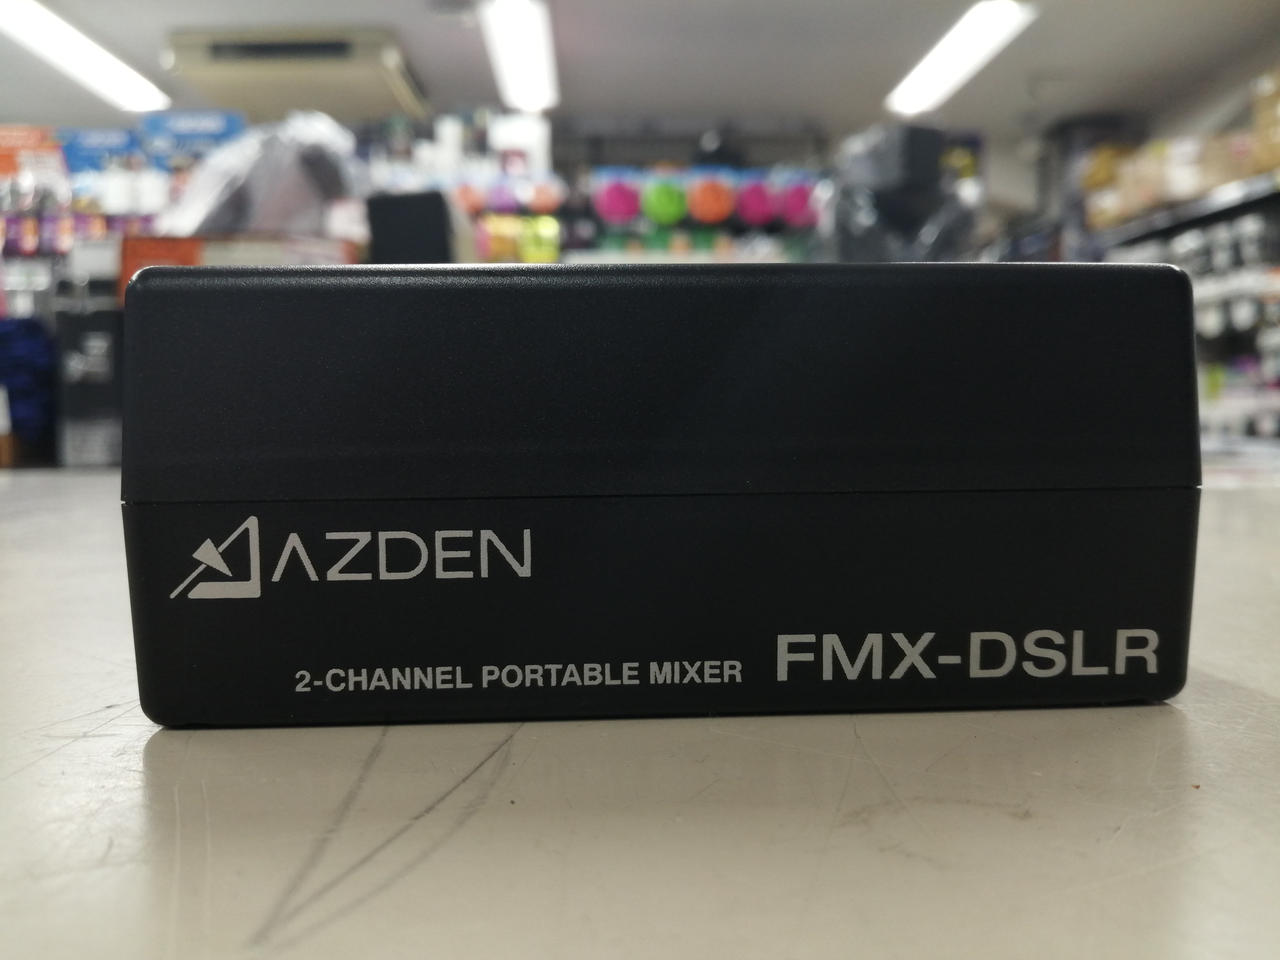 AZDEN
2-CHANNEL PORTABLE MIXER
FMX-DSLR